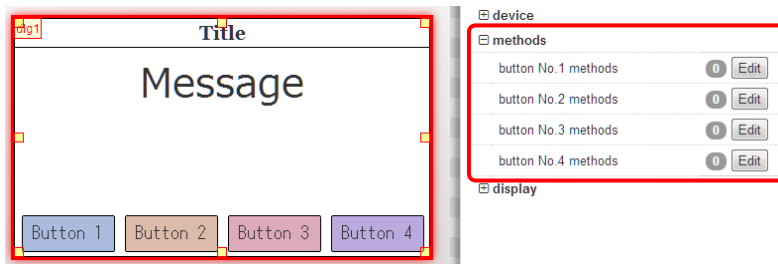 dlg1
Title
Message
Button 1 Button 2 Button 3 Button 4
device
methods
button No.1 methods 0 Edit
button No.2 methods 0 Edit
button No.3 methods 0 Edit
button No.4 methods 0 Edit
display